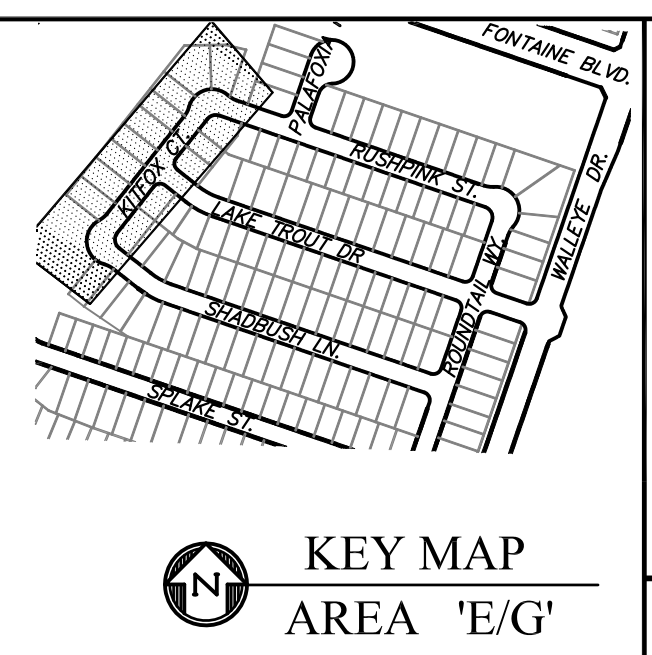 FONTAINE BLVD.
PALAFOXIA
RUSHPINK ST.
KITFOX CT.
WALLEYE DR.
LAKE TROUT DR
ROUNDTAIL WY.
SHADBUSH LN.
SPLAKE ST.
N
KEY MAP
AREA 'E/G'